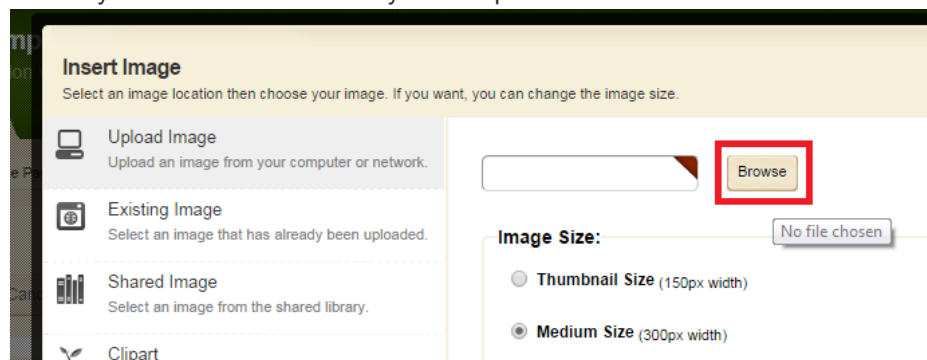 Insert Image
Select an image location then choose your image. If you want, you can change the image size.
Upload Image
Upload an image from your computer or network.
Existing Image
Select an image that has already been uploaded.
Shared Image
Select an image from the shared library.
Clipart
Browse
No file chosen
Image Size:
Thumbnail Size (150px width)
Medium Size (300px width)